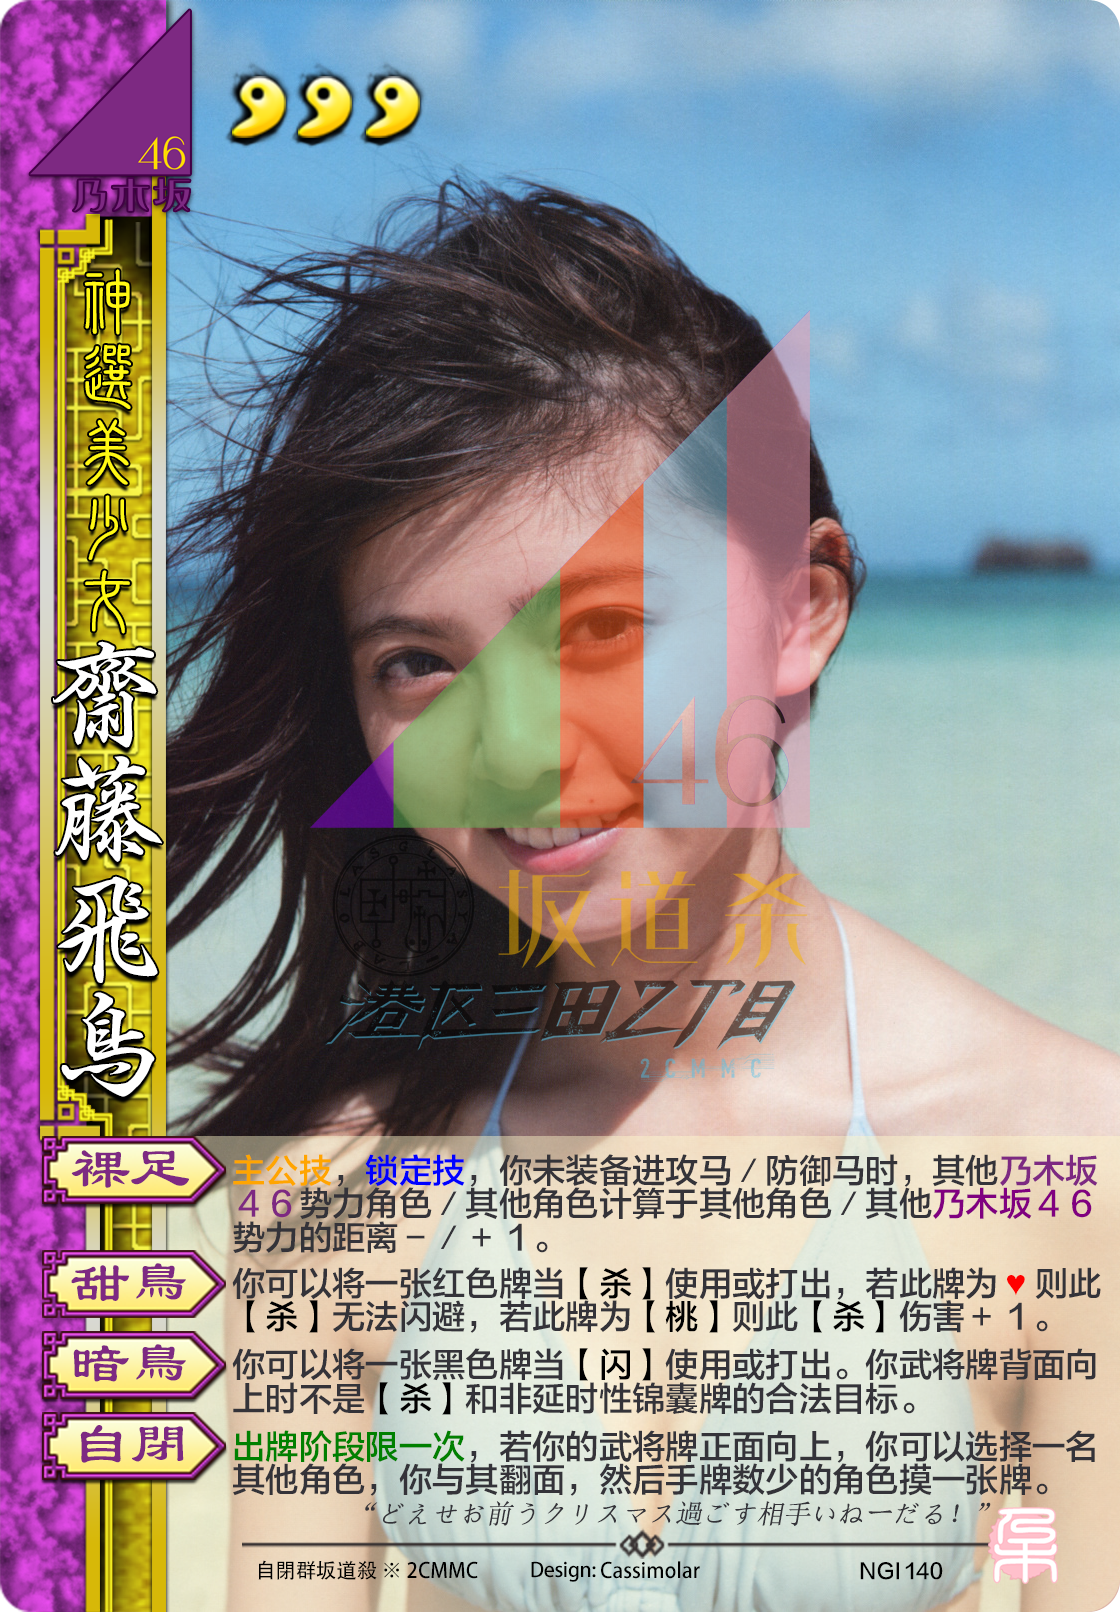 46
乃木坂
神選美少女
齋藤飛鳥
46
坂道杀
港区三田2丁目
2CMMC
裸足
主公技，锁定技，你未装备进攻马／防御马时，其他乃木坂
４６势力角色／其他角色计算于其他角色／其他乃木坂４６
势力的距离－／＋１。
甜鳥
你可以将一张红色牌当【杀】使用或打出，若此牌为♥则此
【杀】无法闪避，若此牌为【桃】则此【杀】伤害＋１。
暗鳥
你可以将一张黑色牌当【闪】使用或打出。你武将牌背面向
上时不是【杀】和非延时性锦囊牌的合法目标。
自閉
出牌阶段限一次，若你的武将牌正面向上，你可以选择一名
其他角色，你与其翻面，然后手牌数少的角色摸一张牌。
“どえせお前うクリスマス過ごす相手いねーだる！”
自閉群坂道殺 ※ 2CMMC
Design: Cassimolar
NGI 140